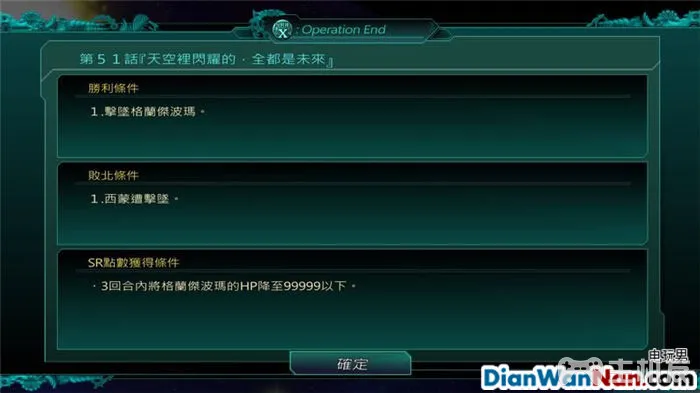 X : Operation End
第５１話『天空裡閃耀的．全都是未來』
勝利條件
１.擊墜格蘭傑波瑪。
敗北條件
１.西蒙遭擊墜。
SR點數獲得條件
．3回合內將格蘭傑波瑪的HP降至99999以下。
確定
电玩男
DianWanNan.com